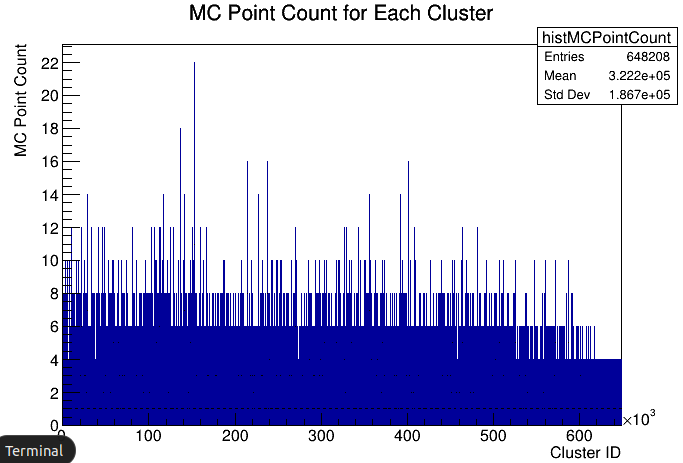 MC Point Count for Each Cluster
histMCPointCount
Entries 648208
Mean 3.222e+05
Std Dev 1.867e+05
MC Point Count
22
20
18
16
14
12
10
8
6
4
2
0
0 100 200 300 400 500 600
×10³
Cluster ID
Terminal